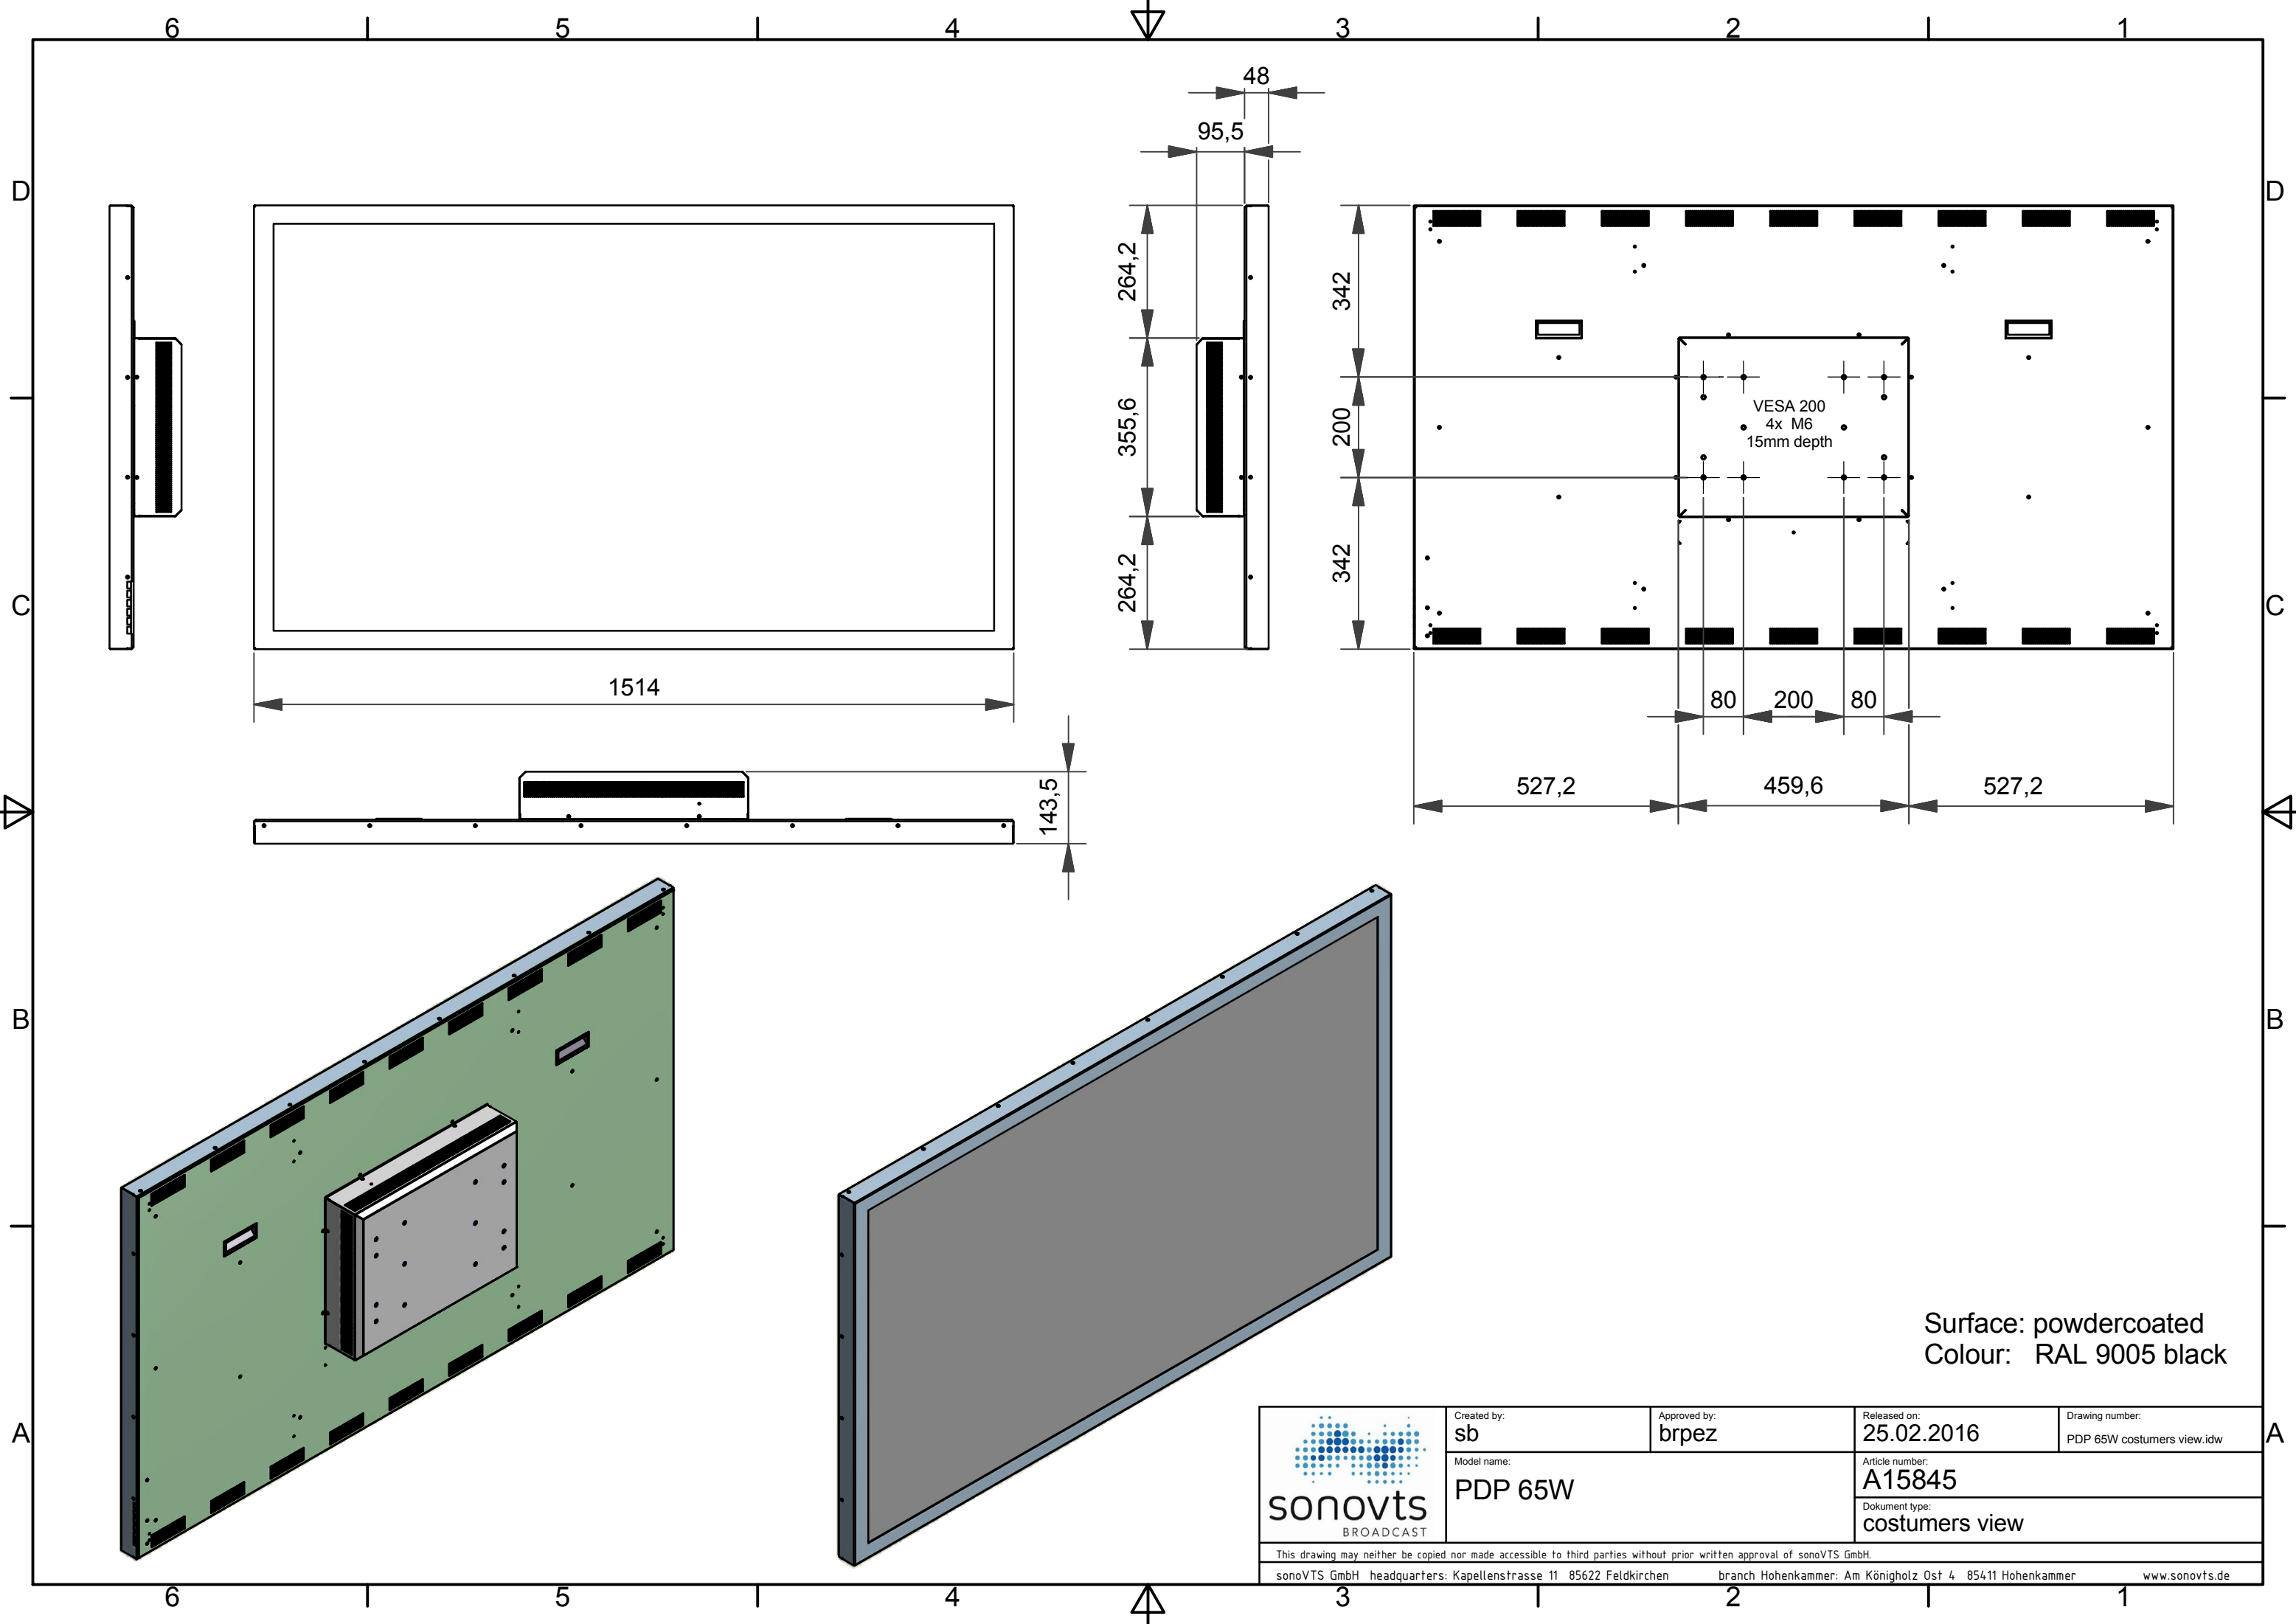 6 5 4 3 2 1
48
95,5
D D
264,2
342
355,6
200
VESA 200
4x M6
15mm depth
264,2
342
C C
1514
80 200 80
143,5
527,2 459,6 527,2
B B
Surface: powdercoated
Colour: RAL 9005 black
A A
sonovts
BROADCAST
Created by:
sb
Approved by:
brpez
Released on:
25.02.2016
Drawing number:
PDP 65W costumers view.idw
Model name:
PDP 65W
Article number:
A15845
Dokument type:
costumers view
This drawing may neither be copied nor made accessible to third parties without prior written approval of sonoVTS GmbH.
sonoVTS GmbH headquarters: Kapellenstrasse 11 85622 Feldkirchen branch Hohenkammer: Am Königholz Ost 4 85411 Hohenkammer www.sonovts.de
6 5 4 3 2 1